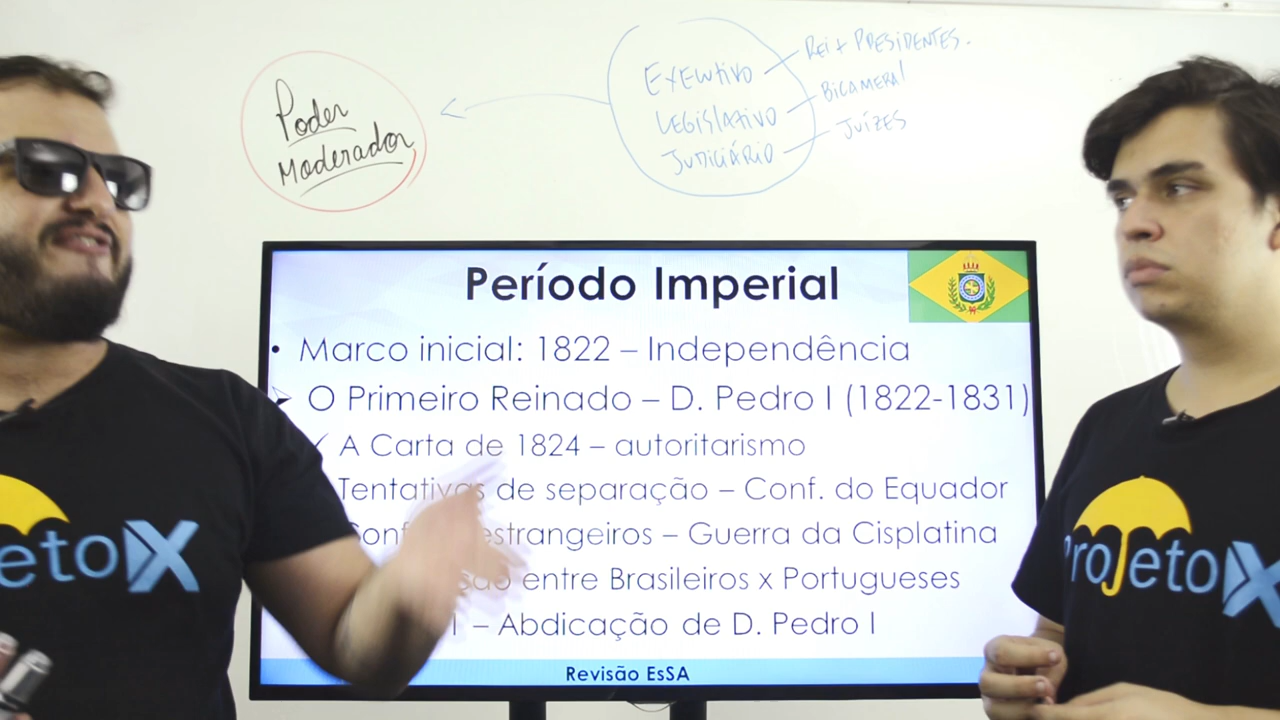 Poder
Moderador
EXECUTIVO
REI + PRESIDENTES.
LEGISLATIVO
BICAMERAL
JUDICIÁRIO
JUÍZES
Período Imperial
• Marco inicial: 1822 – Independência
➢ O Primeiro Reinado – D. Pedro I (1822-1831)
✓ A Carta de 1824 – autoritarismo
Tentativas de separação – Conf. do Equador
estrangeiros – Guerra da Cisplatina
entre Brasileiros x Portugueses
– Abdicação de D. Pedro I
Revisão EsSA
etoX
ProJetoX